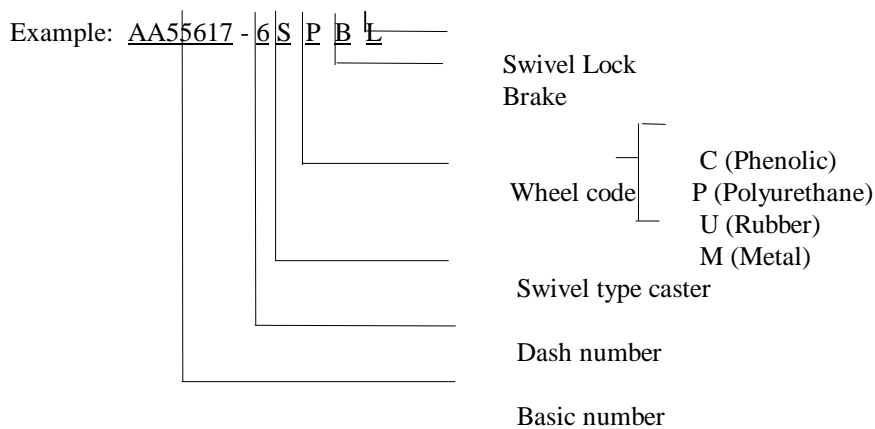 Example: AA55617 - 6 S P B L
Swivel Lock
Brake
C (Phenolic)
Wheel code P (Polyurethane)
U (Rubber)
M (Metal)
Swivel type caster
Dash number
Basic number